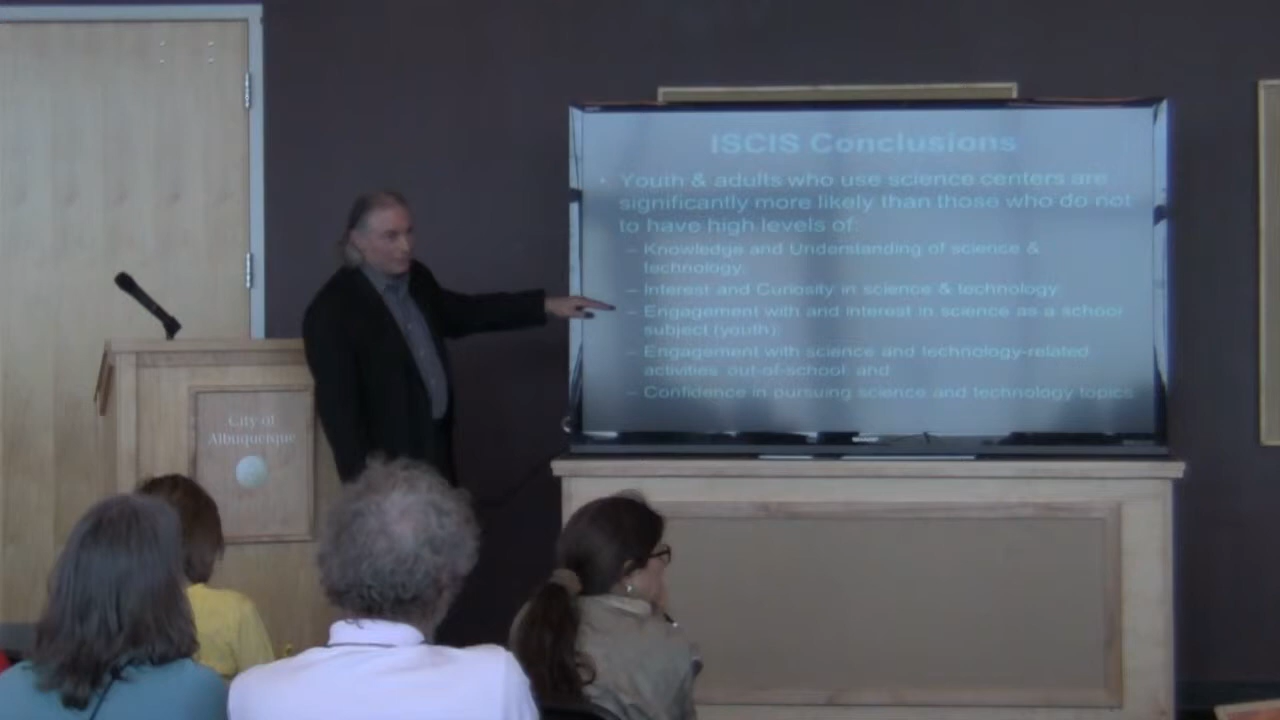 ISCIS Conclusions
• Youth & adults who use science centers are
significantly more likely than those who do not
to have high levels of:
– Knowledge and Understanding of science &
technology;
– Interest and Curiosity in science & technology;
– Engagement with and interest in science as a school
subject (youth);
– Engagement with science and technology-related
activities out-of-school; and
– Confidence in pursuing science and technology topics
SHARP
City of
Albuquerque